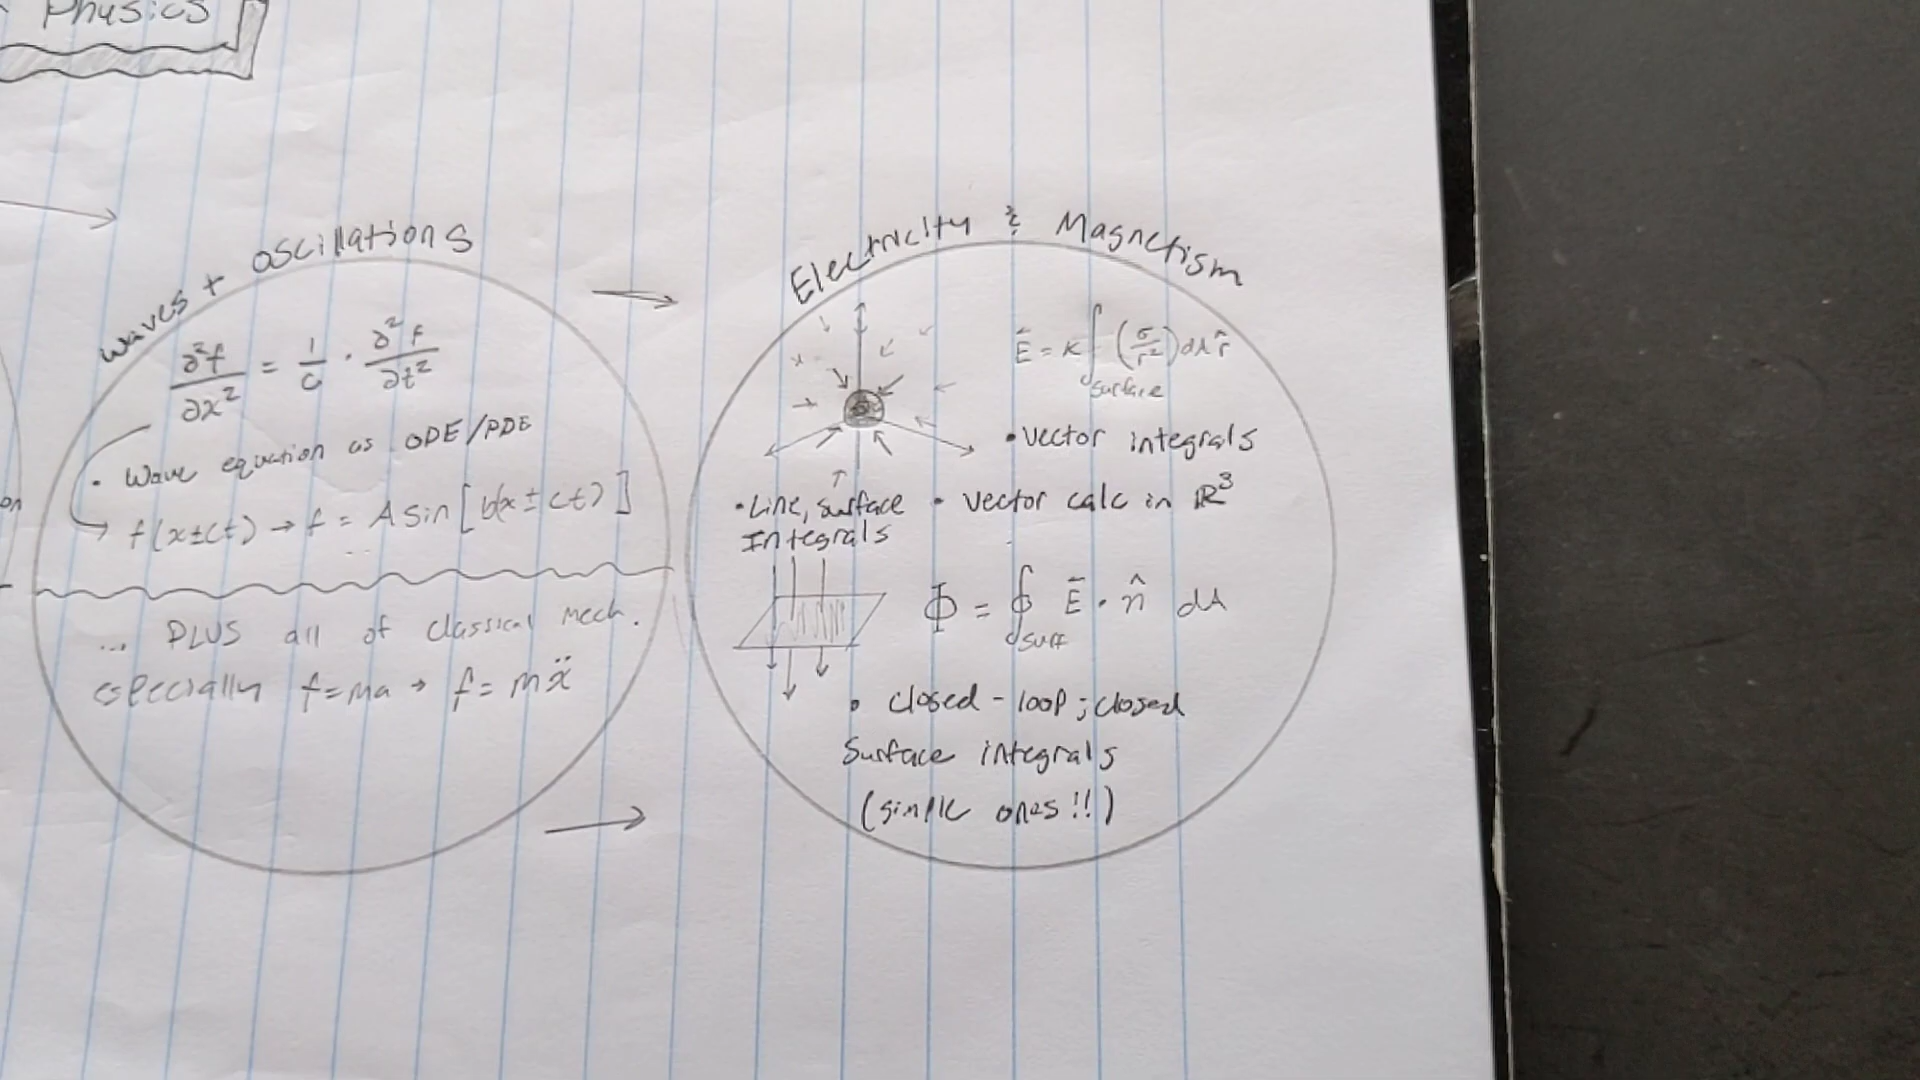 Physics
on
waves + oscillations
∂²f/∂x² = 1/c · ∂²f/∂t²
• Wave equation as ODE/PDE
f(x±ct) → f = A sin[b(x ± ct)]
... PLUS all of classical mech.
especially f=ma → f = mẍ
Electricity & Magnetism
E = K ∫surface (σ/r²) dA r̂
• vector integrals
• Line, surface
Integrals
• vector calc in ℝ³
Φ = ∮surf E · n̂ dA
• closed - loop ; closed
Surface integrals
(simple ones!!)